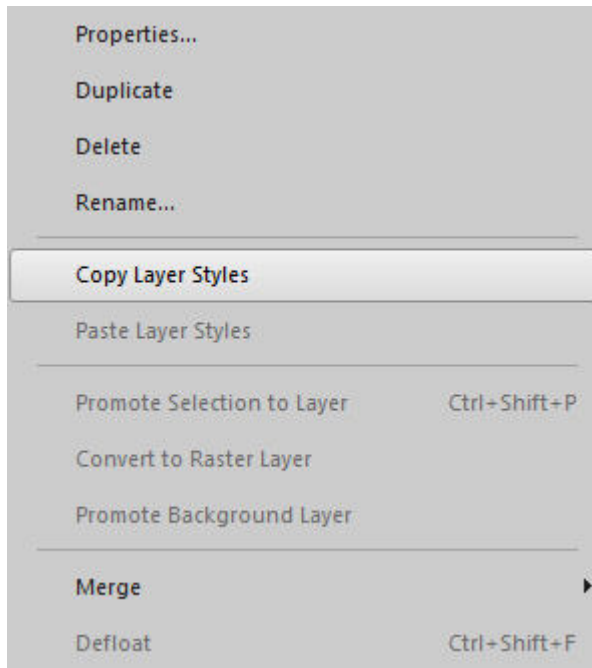 Properties...
Duplicate
Delete
Rename...
Copy Layer Styles
Paste Layer Styles
Promote Selection to Layer Ctrl+Shift+P
Convert to Raster Layer
Promote Background Layer
Merge
Defloat Ctrl+Shift+F